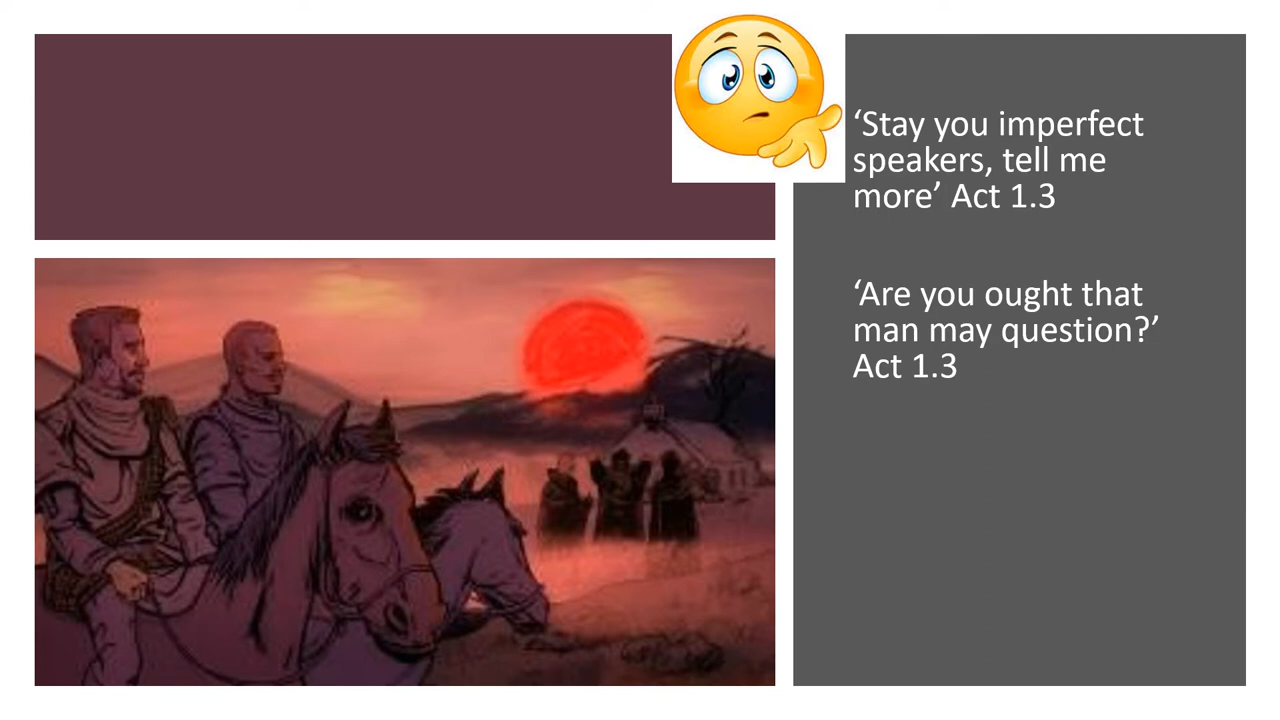 ‘Stay you imperfect
speakers, tell me
more’ Act 1.3
‘Are you ought that
man may question?’
Act 1.3